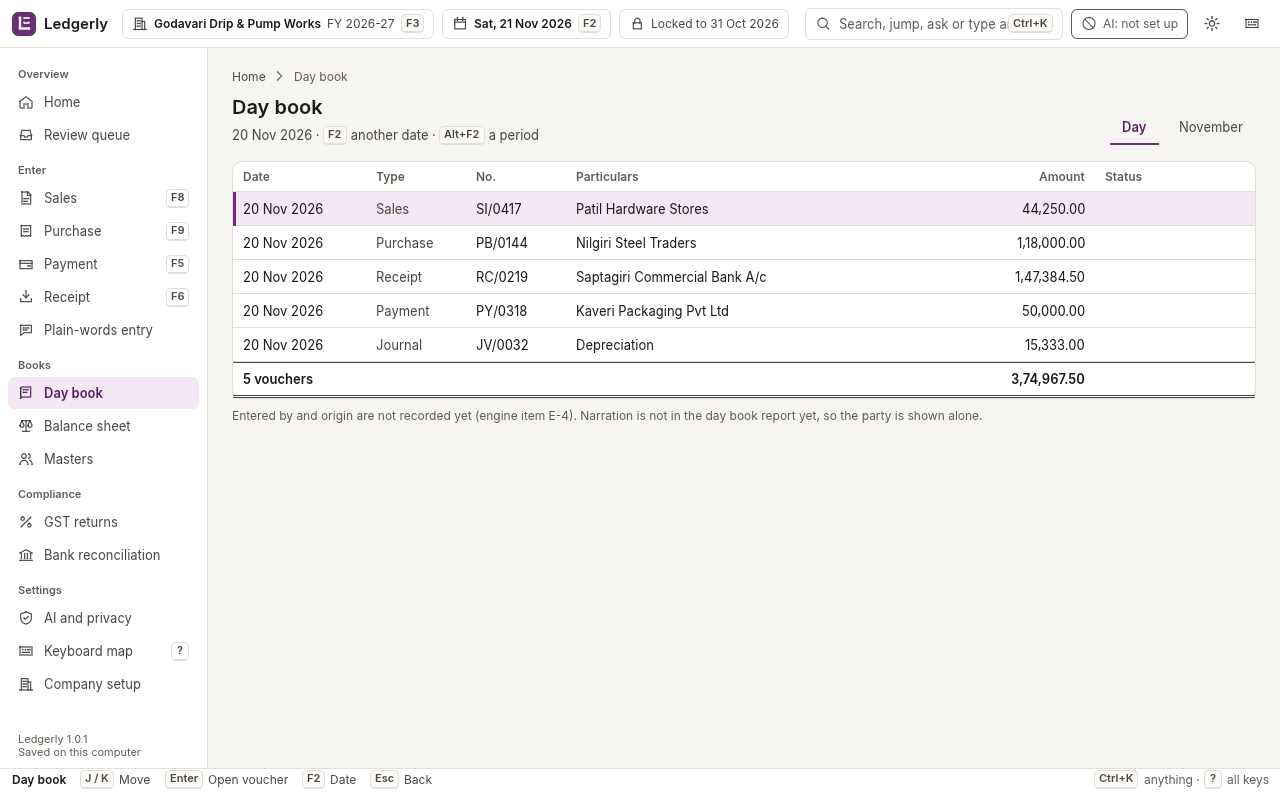 Ledgerly
Godavari Drip & Pump Works FY 2026-27 F3
Sat, 21 Nov 2026 F2
Locked to 31 Oct 2026
Search, jump, ask or type a Ctrl+K
AI: not set up
Overview
Home
Review queue
Enter
Sales F8
Purchase F9
Payment F5
Receipt F6
Plain-words entry
Books
Day book
Balance sheet
Masters
Compliance
GST returns
Bank reconciliation
Settings
AI and privacy
Keyboard map ?
Company setup
Ledgerly 1.0.1
Saved on this computer
Home > Day book
Day book
20 Nov 2026 · F2 another date · Alt+F2 a period
Day November
Date Type No. Particulars Amount Status
20 Nov 2026 Sales SI/0417 Patil Hardware Stores 44,250.00
20 Nov 2026 Purchase PB/0144 Nilgiri Steel Traders 1,18,000.00
20 Nov 2026 Receipt RC/0219 Saptagiri Commercial Bank A/c 1,47,384.50
20 Nov 2026 Payment PY/0318 Kaveri Packaging Pvt Ltd 50,000.00
20 Nov 2026 Journal JV/0032 Depreciation 15,333.00
5 vouchers 3,74,967.50
Entered by and origin are not recorded yet (engine item E-4). Narration is not in the day book report yet, so the party is shown alone.
Day book J / K Move Enter Open voucher F2 Date Esc Back
Ctrl+K anything · ? all keys